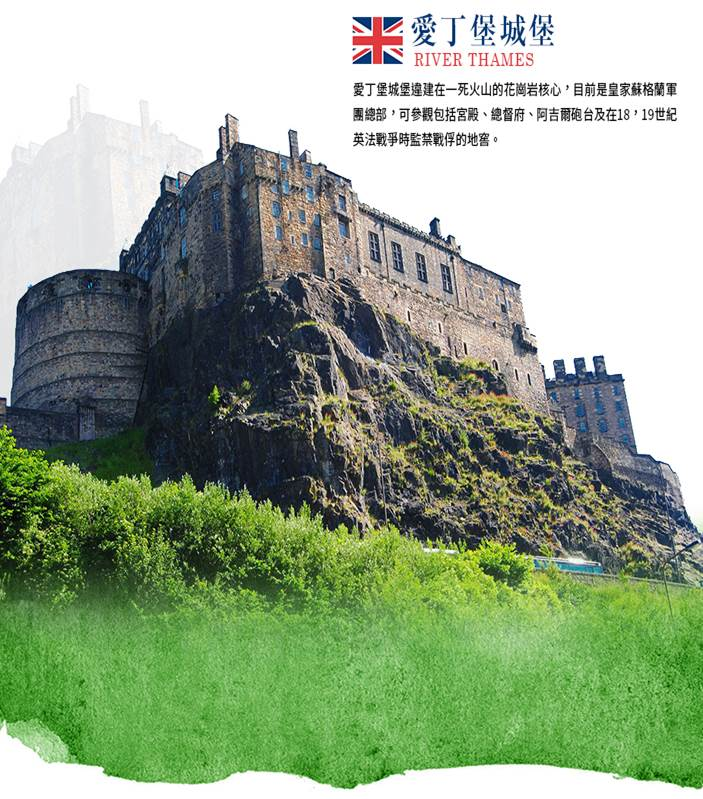 愛丁堡城堡
RIVER THAMES
愛丁堡城堡違建在一死火山的花崗岩核心，目前是皇家蘇格蘭軍
團總部，可參觀包括宮殿、總督府、阿吉爾砲台及在18，19世紀
英法戰爭時監禁戰俘的地窖。